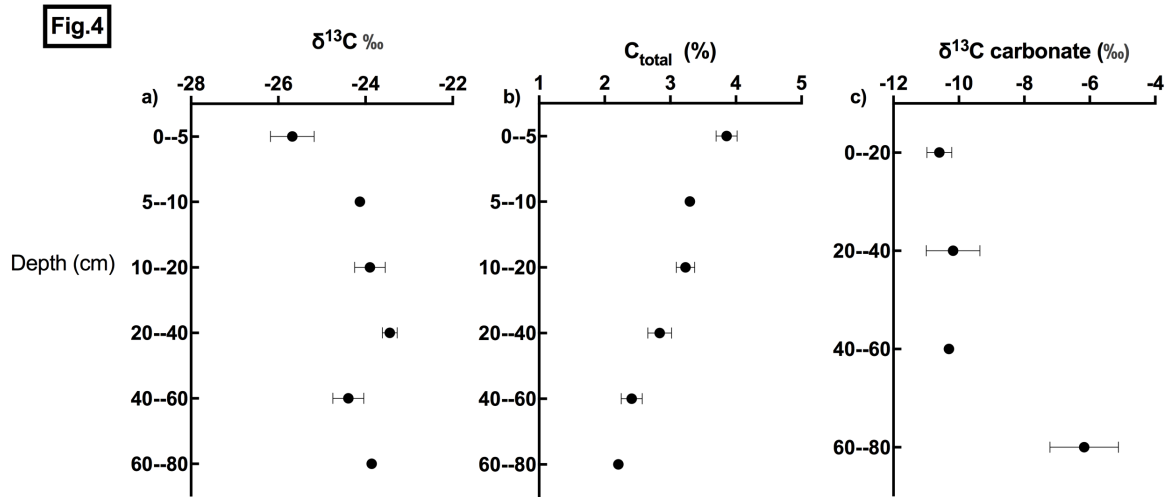 Fig.4
δ13C ‰
-28 -26 -24 -22
a)
0--5
5--10
Depth (cm) 10--20
20--40
40--60
60--80
Ctotal (%)
1 2 3 4 5
b)
0--5
5--10
10--20
20--40
40--60
60--80
δ13C carbonate (‰)
-12 -10 -8 -6 -4
c)
0--20
20--40
40--60
60--80